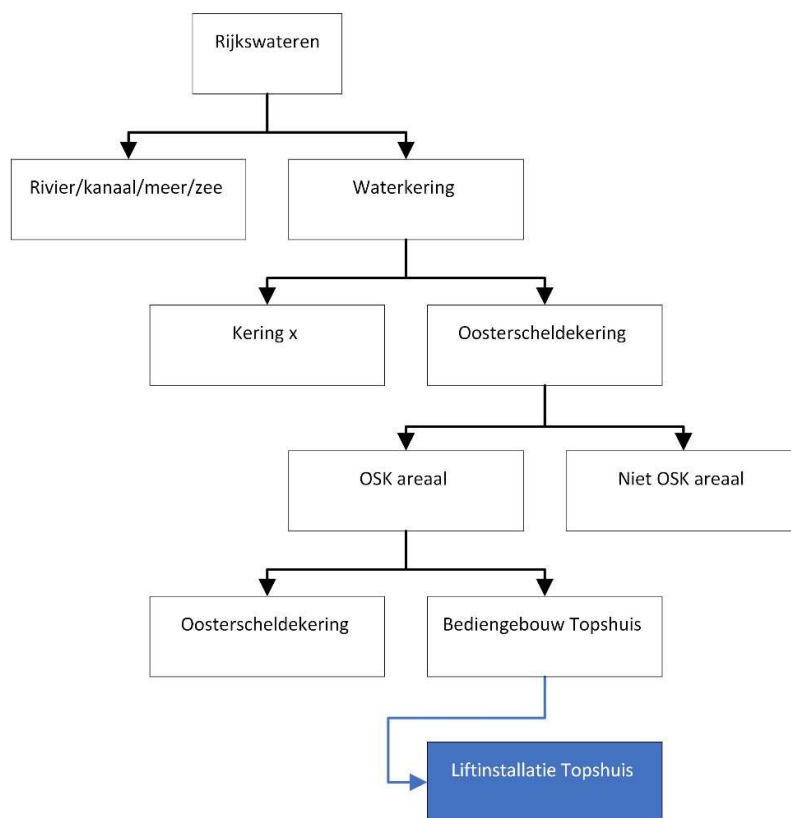 Rijkswateren
Rivier/kanaal/meer/zee
Waterkering
Kering x
Oosterscheldekering
OSK areaal
Niet OSK areaal
Oosterscheldekering
Bediengebouw Topshuis
Liftinstallatie Topshuis